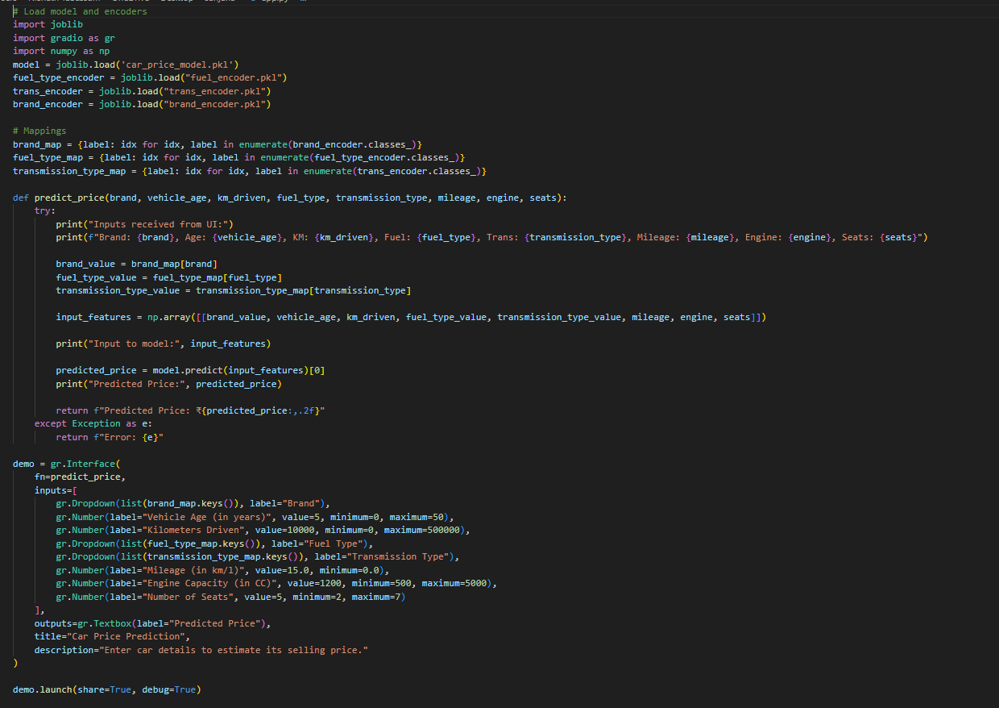 # Load model and encoders
import joblib
import gradio as gr
import numpy as np
model = joblib.load('car_price_model.pkl')
fuel_type_encoder = joblib.load("fuel_encoder.pkl")
trans_encoder = joblib.load("trans_encoder.pkl")
brand_encoder = joblib.load("brand_encoder.pkl")

# Mappings
brand_map = {label: idx for idx, label in enumerate(brand_encoder.classes_)}
fuel_type_map = {label: idx for idx, label in enumerate(fuel_type_encoder.classes_)}
transmission_type_map = {label: idx for idx, label in enumerate(trans_encoder.classes_)}

def predict_price(brand, vehicle_age, km_driven, fuel_type, transmission_type, mileage, engine, seats):
    try:
        print("Inputs received from UI:")
        print(f"Brand: {brand}, Age: {vehicle_age}, KM: {km_driven}, Fuel: {fuel_type}, Trans: {transmission_type}, Mileage: {mileage}, Engine: {engine}, Seats: {seats}")

        brand_value = brand_map[brand]
        fuel_type_value = fuel_type_map[fuel_type]
        transmission_type_value = transmission_type_map[transmission_type]

        input_features = np.array([[brand_value, vehicle_age, km_driven, fuel_type_value, transmission_type_value, mileage, engine, seats]])

        print("Input to model:", input_features)

        predicted_price = model.predict(input_features)[0]
        print("Predicted Price:", predicted_price)

        return f"Predicted Price: ₹{predicted_price:,.2f}"
    except Exception as e:
        return f"Error: {e}"

demo = gr.Interface(
    fn=predict_price,
    inputs=[
        gr.Dropdown(list(brand_map.keys()), label="Brand"),
        gr.Number(label="Vehicle Age (in years)", value=5, minimum=0, maximum=50),
        gr.Number(label="Kilometers Driven", value=10000, minimum=0, maximum=500000),
        gr.Dropdown(list(fuel_type_map.keys()), label="Fuel Type"),
        gr.Dropdown(list(transmission_type_map.keys()), label="Transmission Type"),
        gr.Number(label="Mileage (in km/l)", value=15.0, minimum=0.0),
        gr.Number(label="Engine Capacity (in CC)", value=1200, minimum=500, maximum=5000),
        gr.Number(label="Number of Seats", value=5, minimum=2, maximum=7)
    ],
    outputs=gr.Textbox(label="Predicted Price"),
    title="Car Price Prediction",
    description="Enter car details to estimate its selling price."
)

demo.launch(share=True, debug=True)